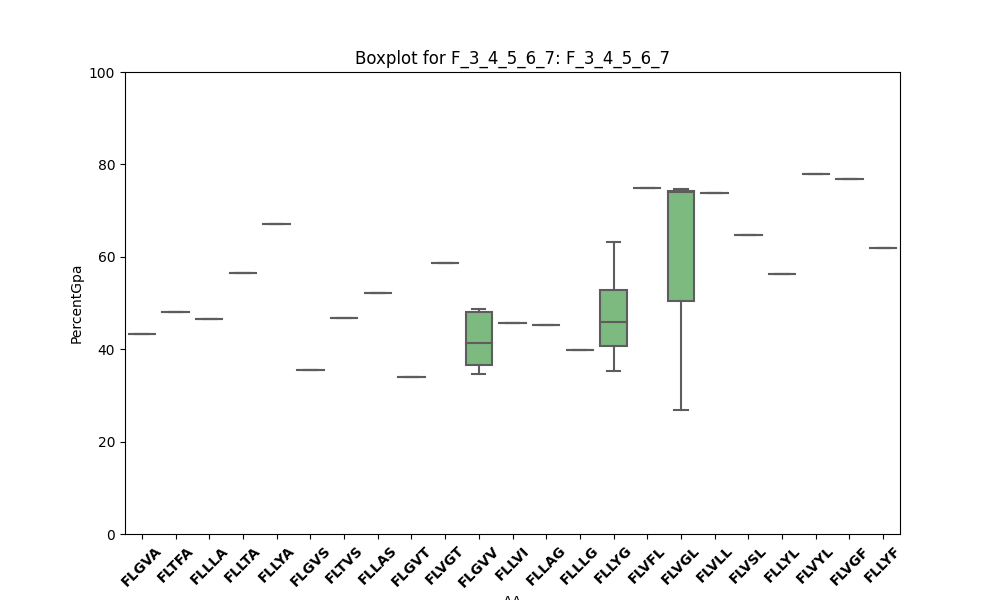 Boxplot for F_3_4_5_6_7: F_3_4_5_6_7
100
80
60
40
20
0
PercentGpa
FLGVA FLTFA FLLLA FLLTA FLLYA FLGVS FLTVS FLLAS FLGVT FLVGT FLGVV FLLVI FLLAG FLLLG FLLYG FLVFL FLVGL FLVLL FLVSL FLLYL FLVYL FLVGF FLLYF
AA